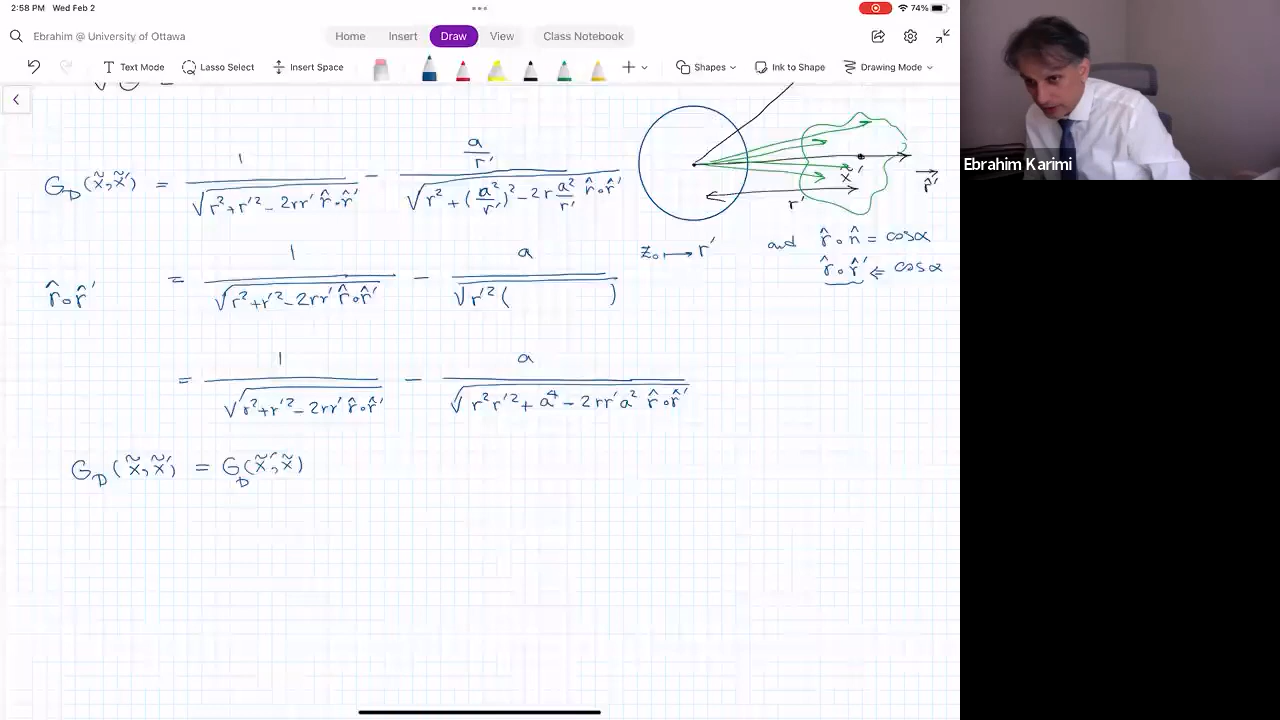 2:58 PM Wed Feb 2
74%
Ebrahim @ University of Ottawa
Home Insert Draw View Class Notebook
Text Mode Lasso Select Insert Space Shapes Ink to Shape Drawing Mode
G_D(x̃, x̃') = 1/√(r² + r'² - 2rr' r̂∘r̂') - (a/r')/√(r² + (a²/r')² - 2r a²/r' r̂∘r̂')
x̃'
r̂'
r'
z₀ ↦ r' and r̂∘n̂ = cosα
r̂∘r̂' ⇐ cosα
r̂∘r̂' = 1/√(r² + r'² - 2rr' r̂∘r̂') - a/√(r'² ( )
= 1/√(r² + r'² - 2rr' r̂∘r̂') - a/√(r²r'² + a⁴ - 2rr'a² r̂∘r̂')
G_D(x̃, x̃') = G_D(x̃', x̃)
Ebrahim Karimi